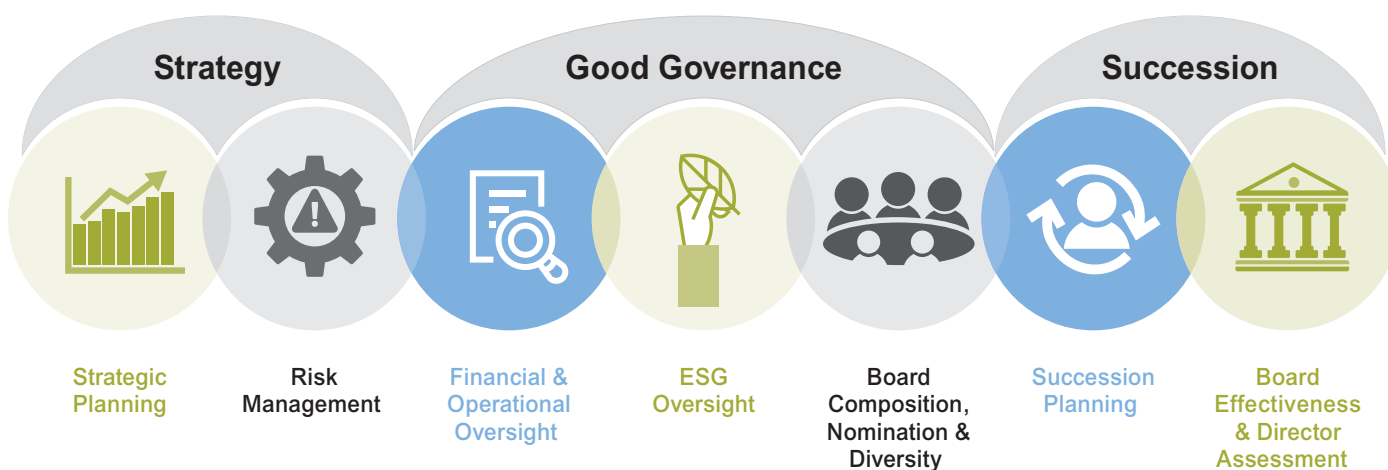 Strategy
Good Governance
Succession
Strategic
Planning
Risk
Management
Financial &
Operational
Oversight
ESG
Oversight
Board
Composition,
Nomination &
Diversity
Succession
Planning
Board
Effectiveness
& Director
Assessment